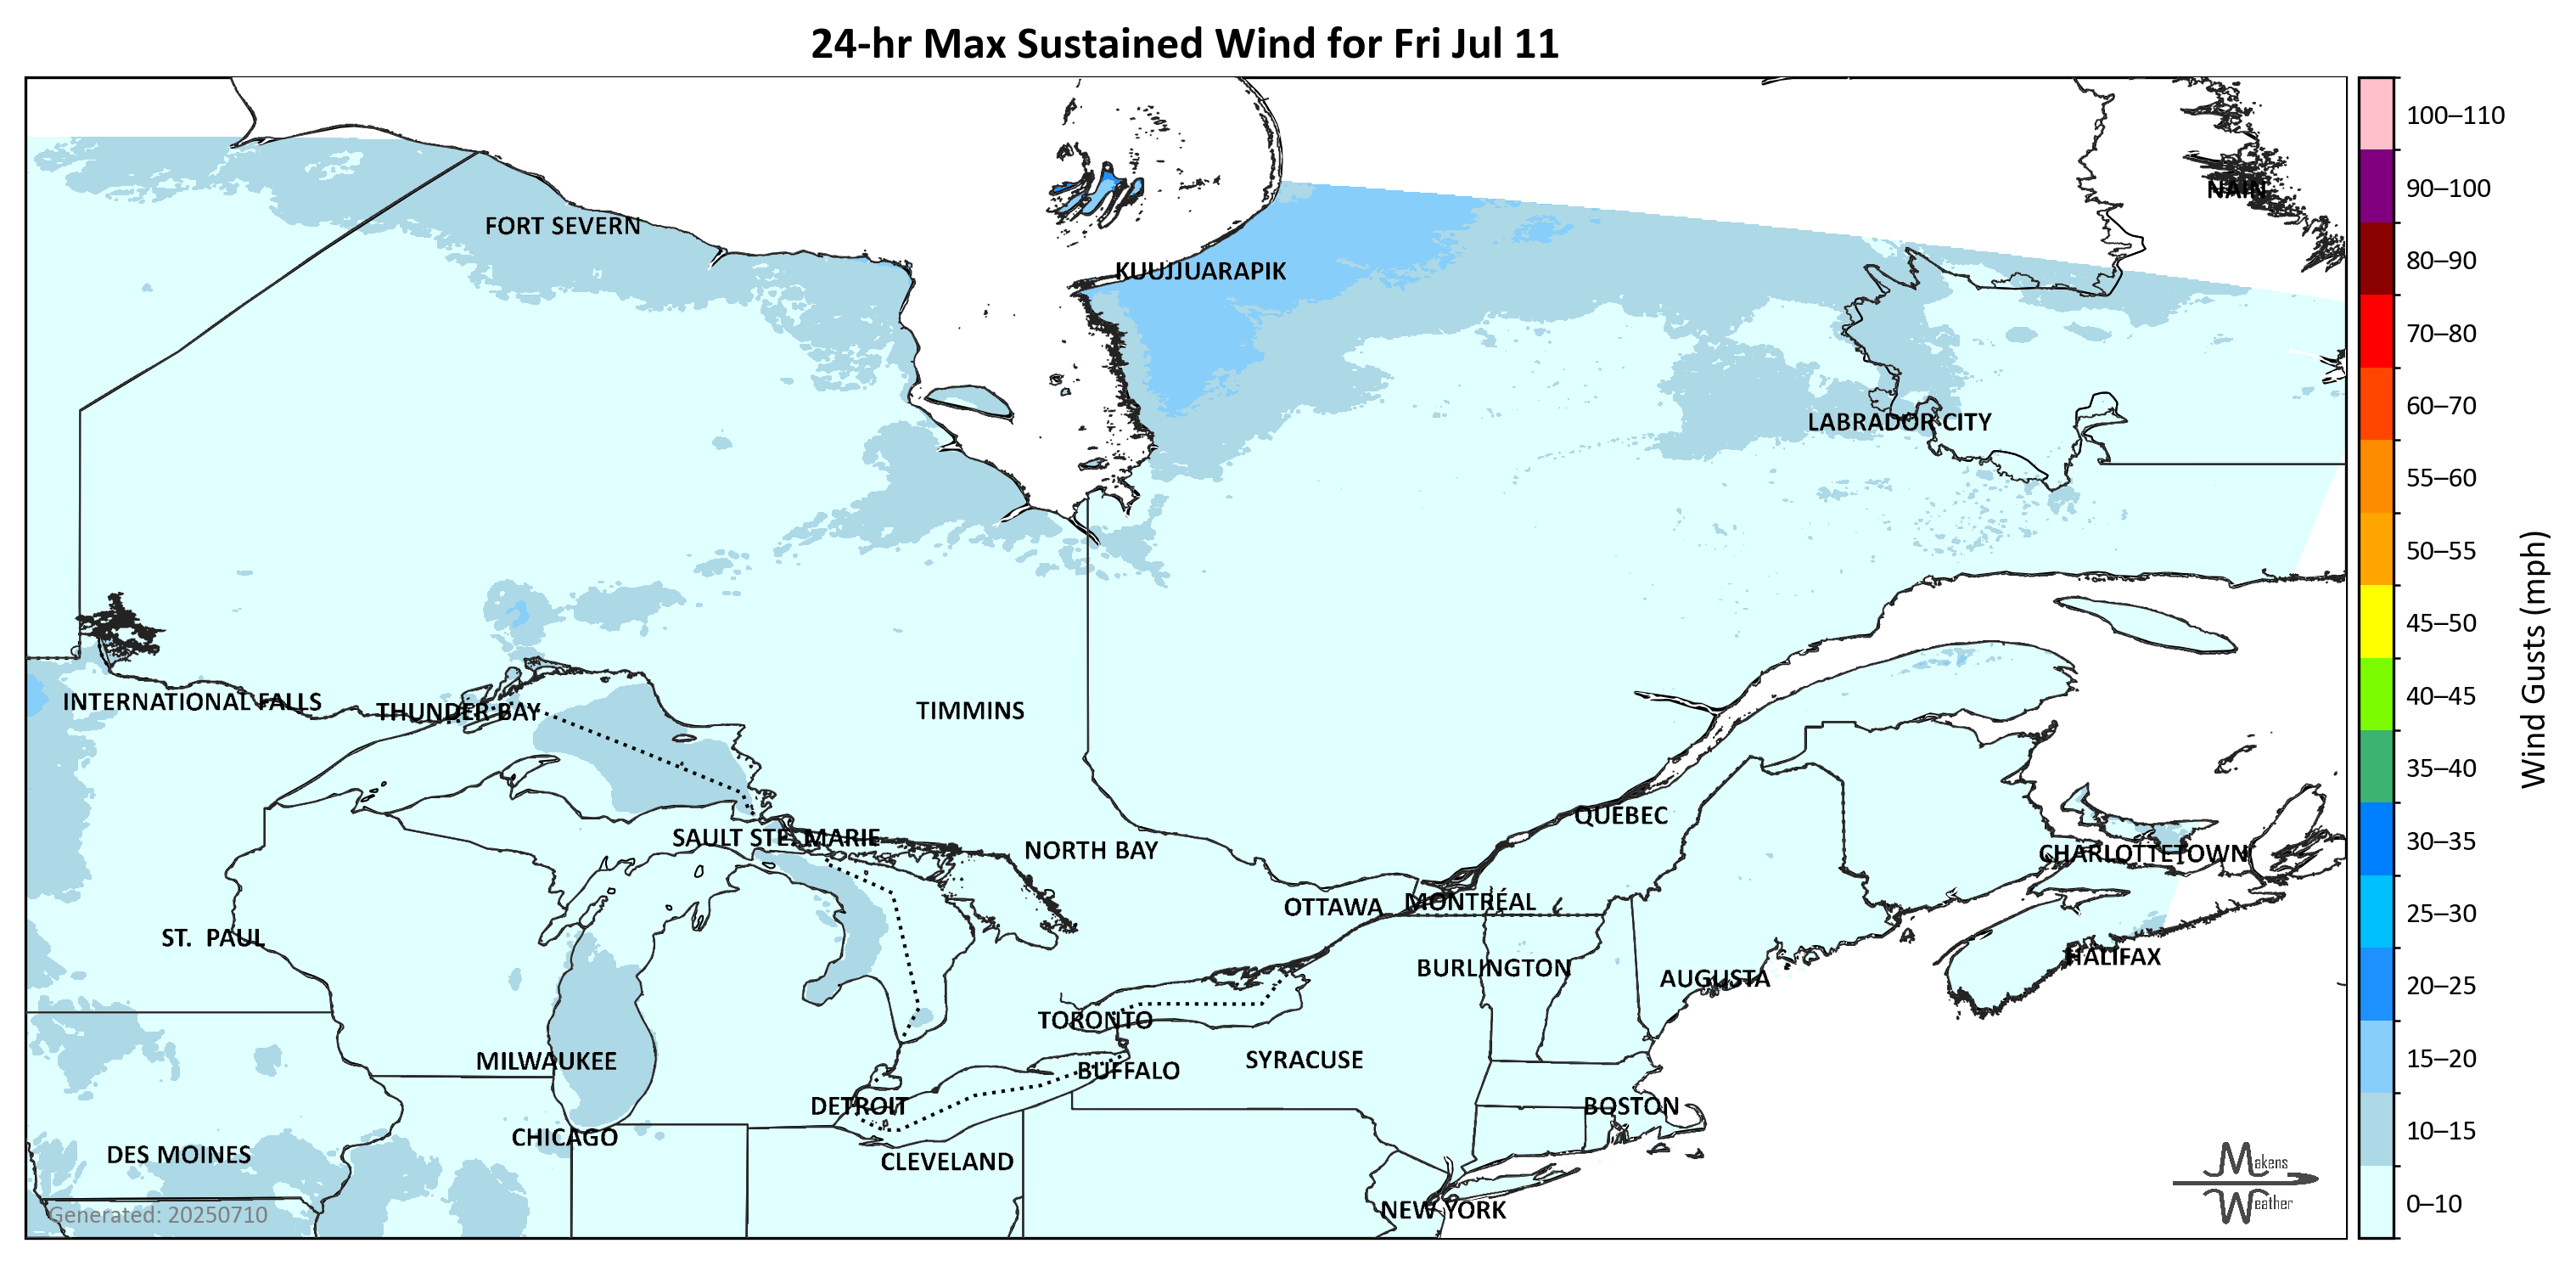 24-hr Max Sustained Wind for Fri Jul 11
100–110
90–100
NAIN
FORT SEVERN
80–90
KUUJJUARAPIK
70–80
60–70
LABRADOR CITY
55–60
50–55
45–50
Wind Gusts (mph)
40–45
INTERNATIONAL FALLS
THUNDER BAY
TIMMINS
35–40
QUÉBEC
30–35
SAULT STE. MARIE
NORTH BAY
CHARLOTTETOWN
OTTAWA
MONTRÉAL
25–30
ST. PAUL
HALIFAX
BURLINGTON
AUGUSTA
20–25
TORONTO
MILWAUKEE
SYRACUSE
15–20
BUFFALO
DETROIT
BOSTON
CHICAGO
10–15
DES MOINES
CLEVELAND
Makens
Weather
0–10
NEW YORK
Generated: 20250710